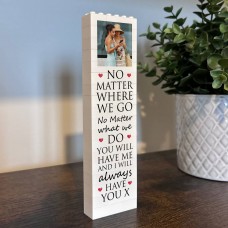 NO
MATTER
WHERE
WE GO
No Matter
what we
DO
YOU WILL
HAVE ME
AND I WILL
always
HAVE
YOU X